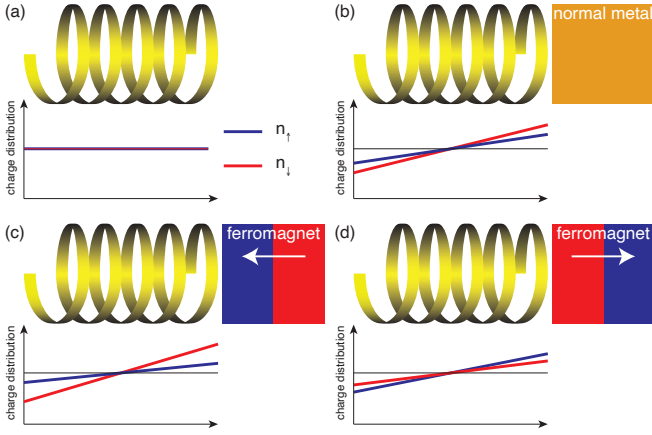 (a)
charge distribution
n↑
n↓
(b)
normal metal
charge distribution
(c)
ferromagnet
charge distribution
(d)
ferromagnet
charge distribution